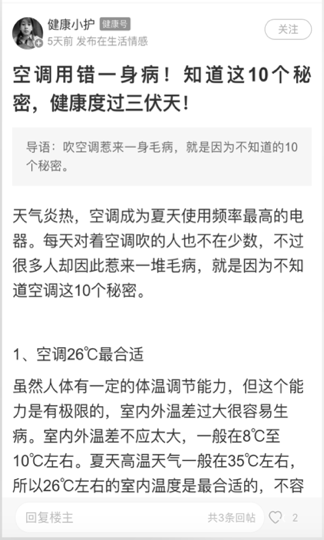 健康小护 健康号
5天前 发布在生活情感
关注
空调用错一身病！知道这10个秘
密，健康度过三伏天！
导语：吹空调惹来一身毛病，就是因为不知道的10
个秘密。
天气炎热，空调成为夏天使用频率最高的电
器。每天对着空调吹的人也不在少数，不过
很多人却因此惹来一堆毛病，就是因为不知
道空调这10个秘密。
1、空调26℃最合适
虽然人体有一定的体温调节能力，但这个能
力是有极限的，室内外温差过大很容易生
病。室内外温差不应太大，一般在8℃至
10℃左右。夏天高温天气一般在35℃左右，
所以26℃左右的室内温度是最合适的，不容
回复楼主
共3条回帖
2